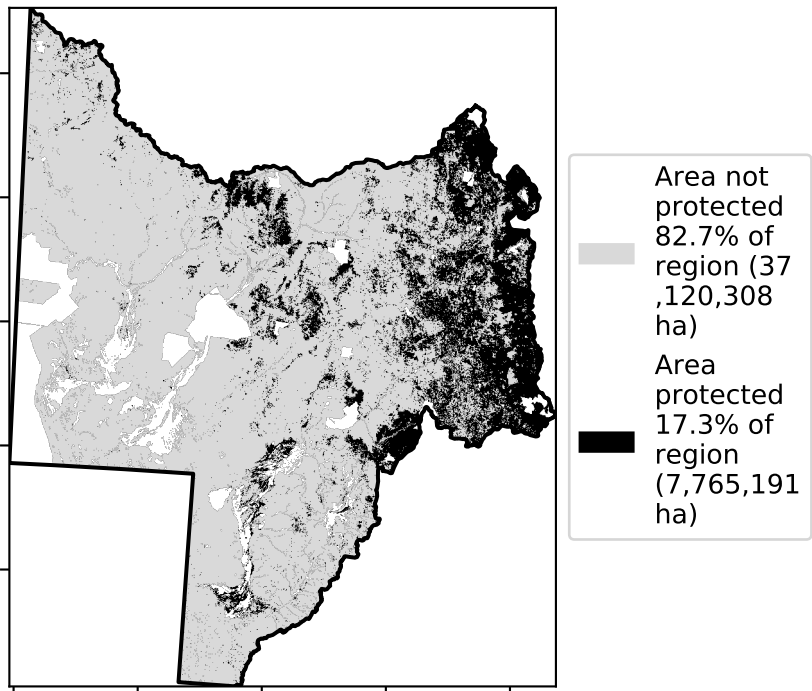 Area not
protected
82.7% of
region (37
,120,308
ha)
Area
protected
17.3% of
region
(7,765,191
ha)